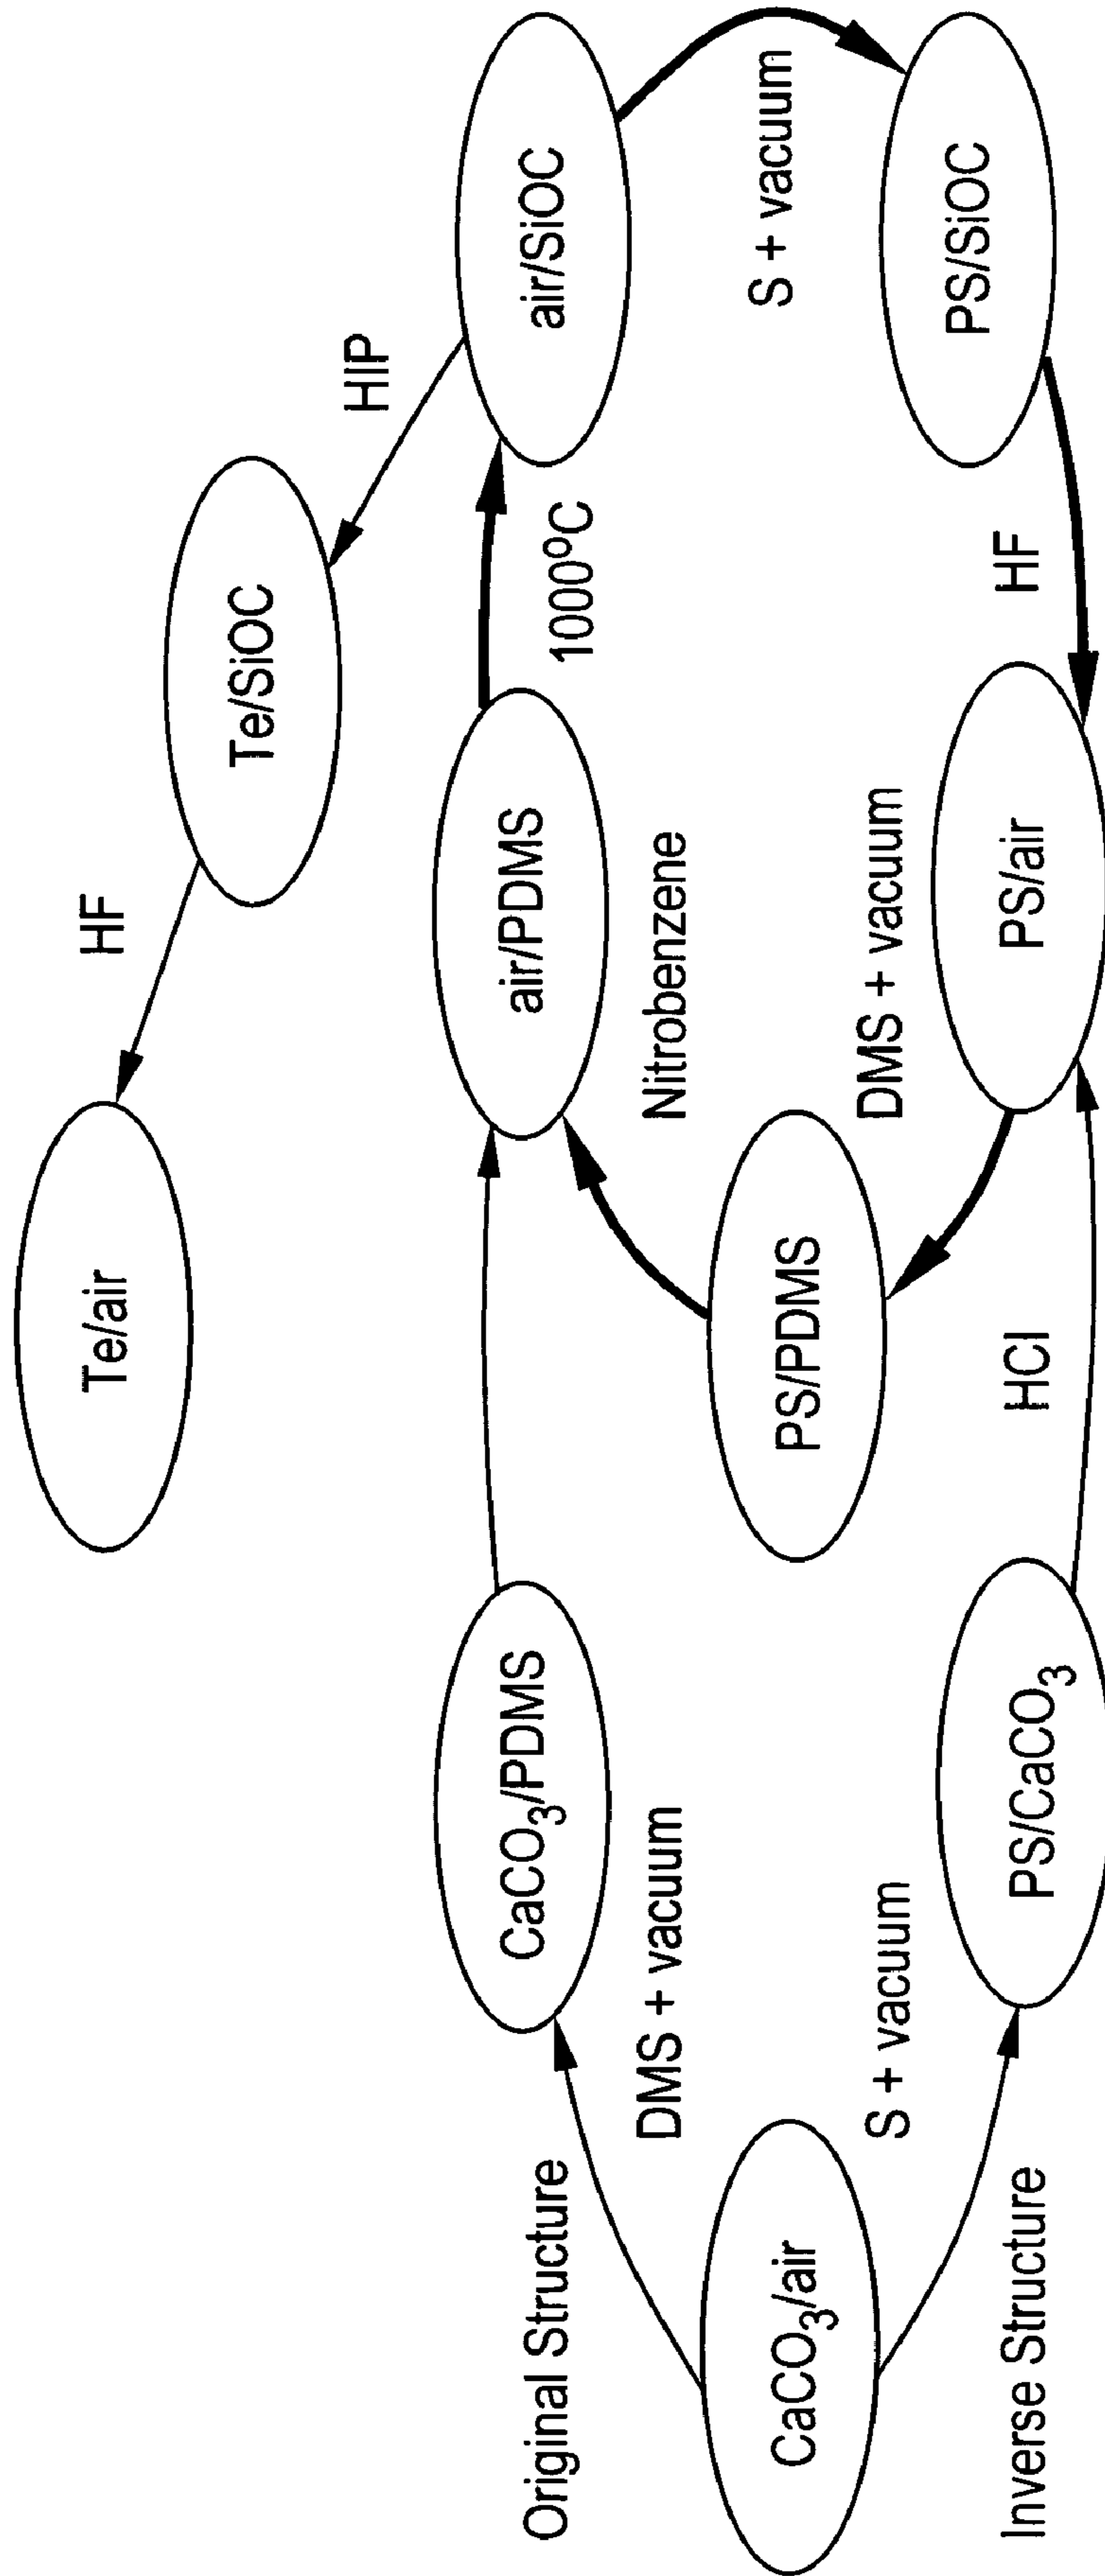 Te/air
HF
Te/SiOC
HIP
Original Structure
CaCO₃/PDMS
air/PDMS
1000ºC
air/SiOC
DMS + vacuum
Nitrobenzene
S + vacuum
CaCO₃/air
PS/PDMS
S + vacuum
DMS + vacuum
Inverse Structure
PS/CaCO₃
HCl
PS/air
HF
PS/SiOC